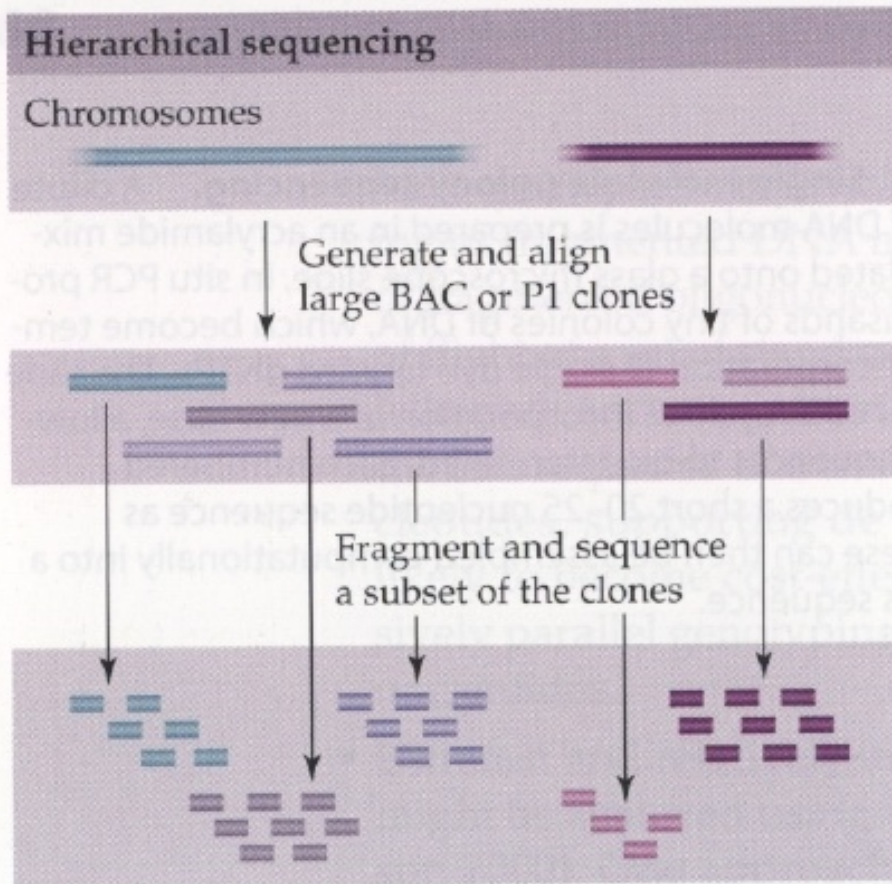 Hierarchical sequencing
Chromosomes
Generate and align
large BAC or P1 clones
Fragment and sequence
a subset of the clones